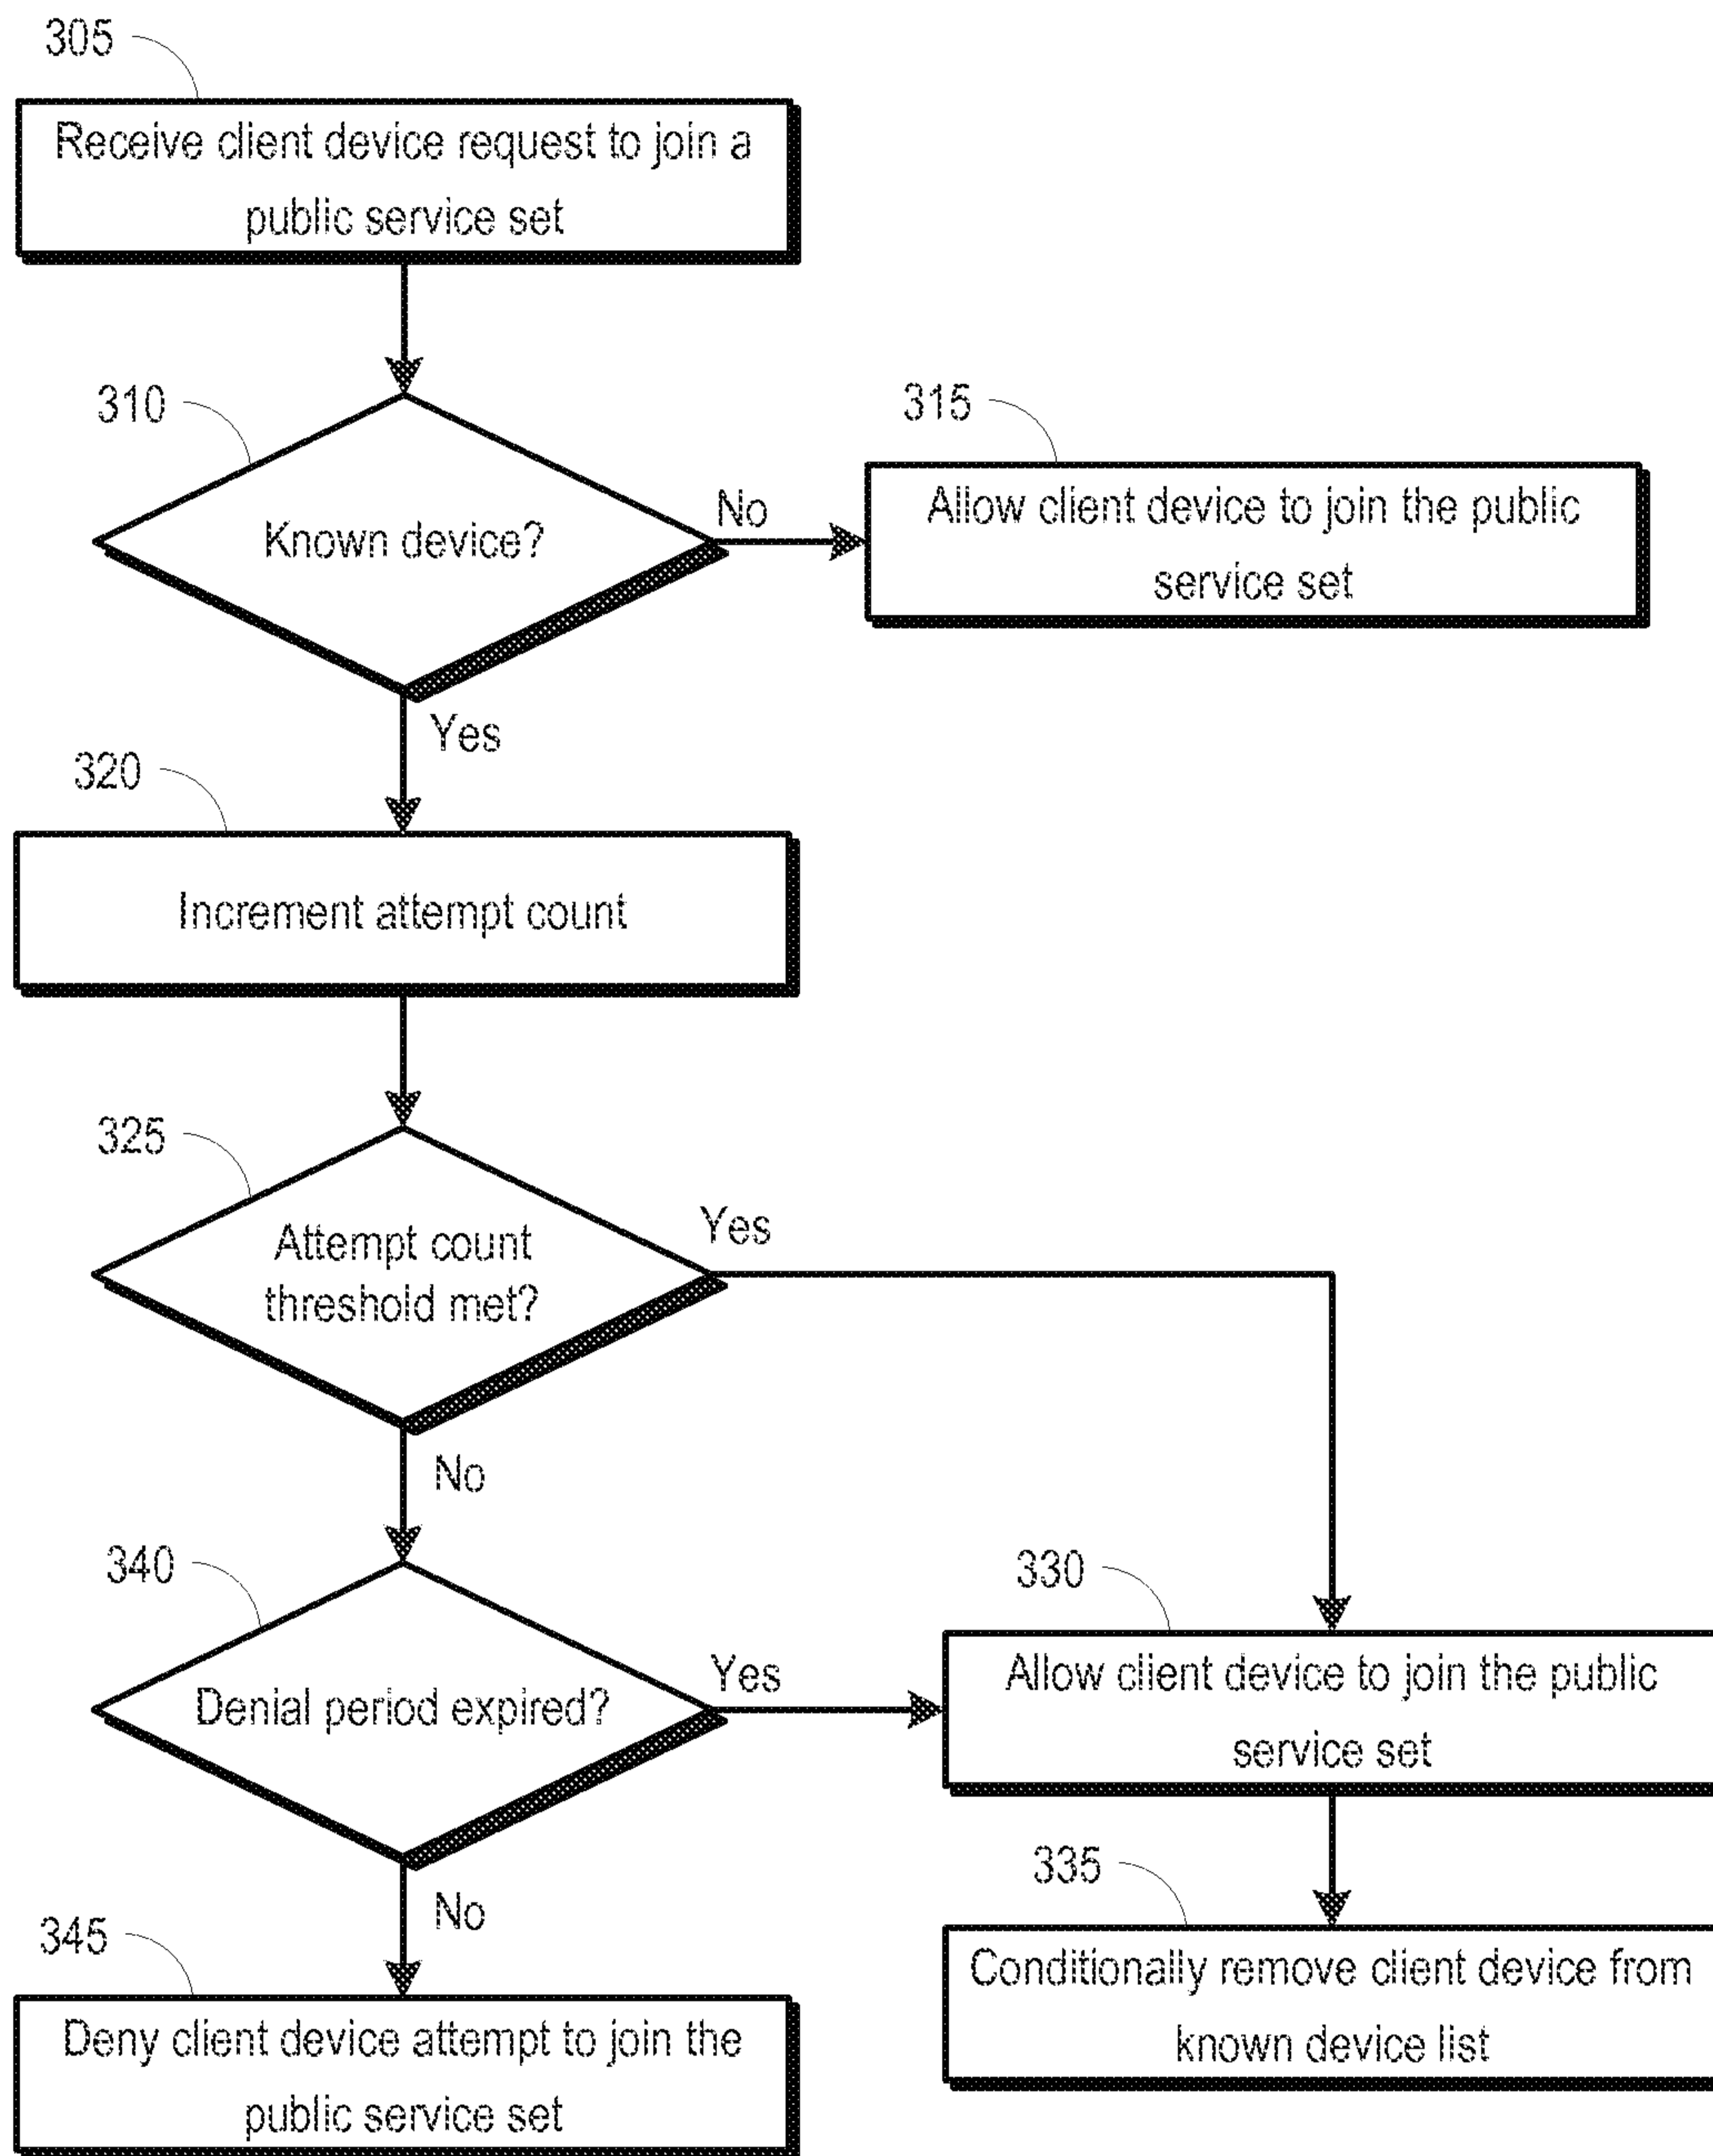 305
Receive client device request to join a
public service set
310
Known device?
No
315
Allow client device to join the public
service set
Yes
320
Increment attempt count
325
Attempt count
threshold met?
Yes
No
340
Denial period expired?
Yes
330
Allow client device to join the public
service set
No
335
Conditionally remove client device from
known device list
345
Deny client device attempt to join the
public service set